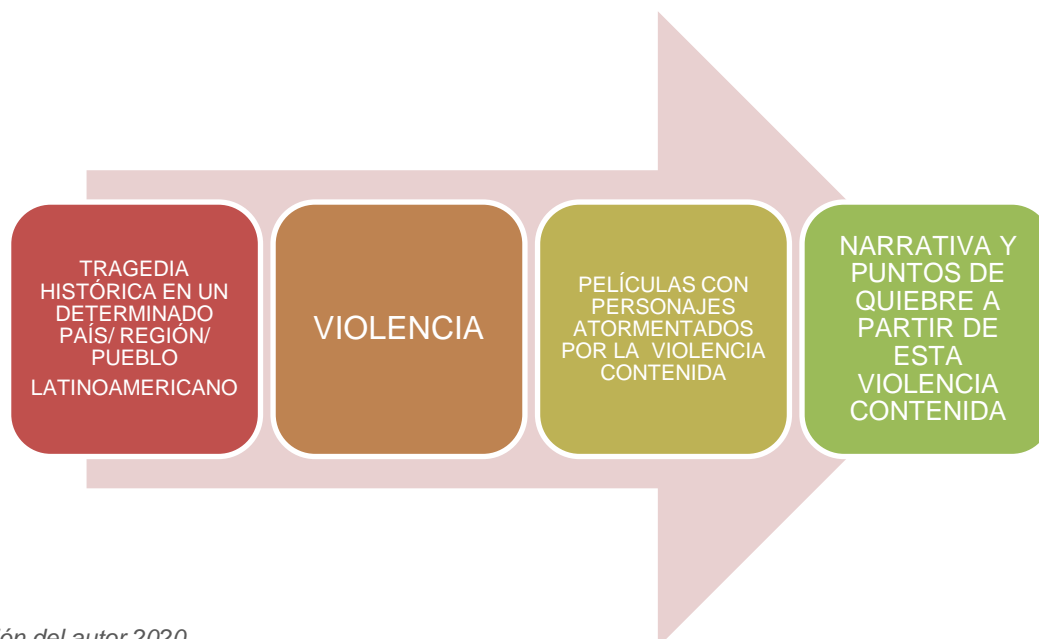 TRAGEDIA
HISTÓRICA EN UN
DETERMINADO
PAÍS/ REGIÓN/
PUEBLO
LATINOAMERICANO
VIOLENCIA
PELÍCULAS CON
PERSONAJES
ATORMENTADOS
POR LA VIOLENCIA
CONTENIDA
NARRATIVA Y
PUNTOS DE
QUIEBRE A
PARTIR DE
ESTA
VIOLENCIA
CONTENIDA
del autor 2020